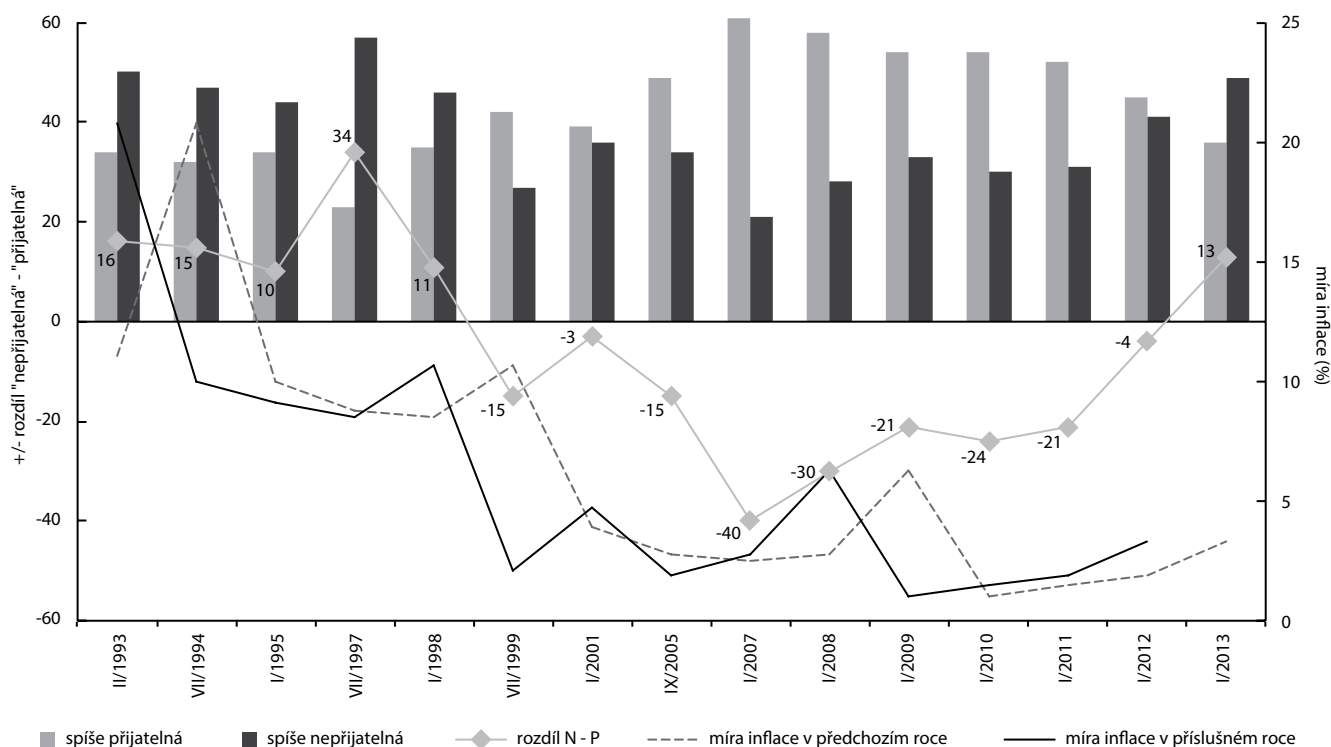 60
40
20
0
-20
-40
-60
+/- rozdíl "nepřijatelná" - "přijatelná"
16
15
10
34
11
-15
-3
-15
-40
-30
-21
-24
-21
-4
13
25
20
15
10
5
0
míra inflace (%)
II/1993
VII/1994
I/1995
VII/1997
I/1998
VII/1999
I/2001
IX/2005
I/2007
I/2008
I/2009
I/2010
I/2011
I/2012
I/2013
spíše přijatelná
spíše nepřijatelná
rozdíl N - P
míra inflace v předchozím roce
míra inflace v příslušném roce